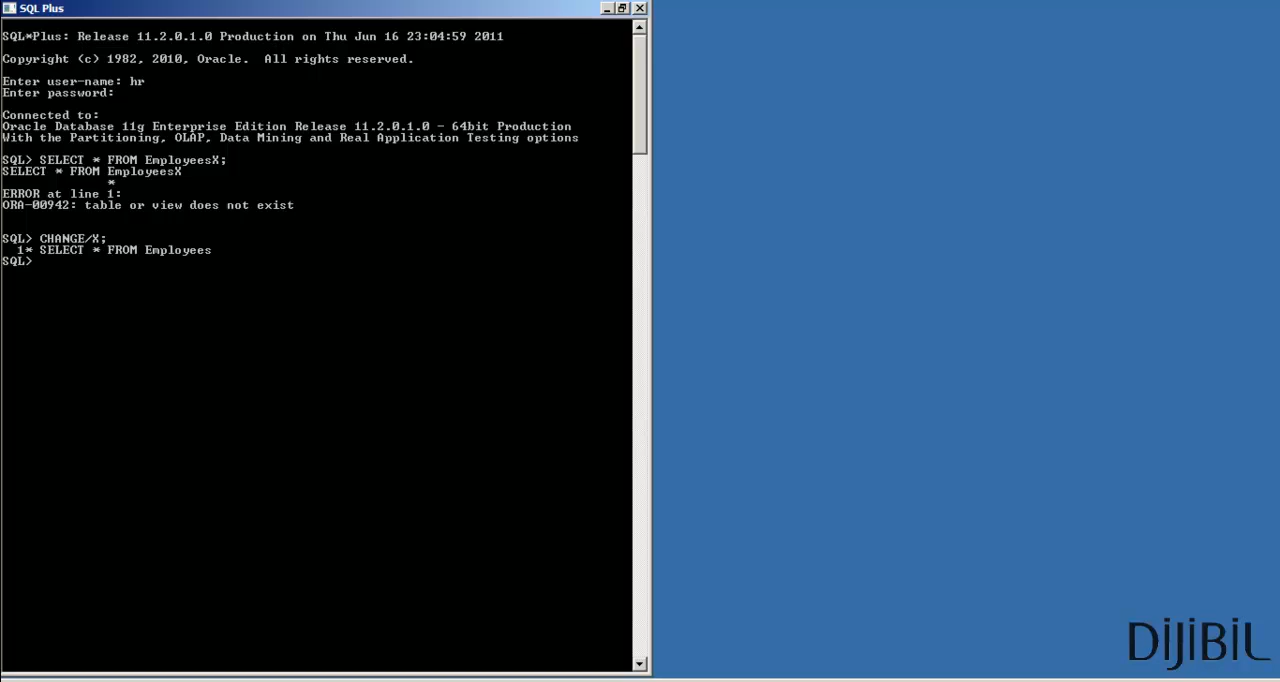 SQL Plus
SQL*Plus: Release 11.2.0.1.0 Production on Thu Jun 16 23:04:59 2011
Copyright (c) 1982, 2010, Oracle.  All rights reserved.
Enter user-name: hr
Enter password:
Connected to:
Oracle Database 11g Enterprise Edition Release 11.2.0.1.0 - 64bit Production
With the Partitioning, OLAP, Data Mining and Real Application Testing options
SQL> SELECT * FROM EmployeesX;
SELECT * FROM EmployeesX
              *
ERROR at line 1:
ORA-00942: table or view does not exist
SQL> CHANGE/X;
  1* SELECT * FROM Employees
SQL>
DiJiBiL